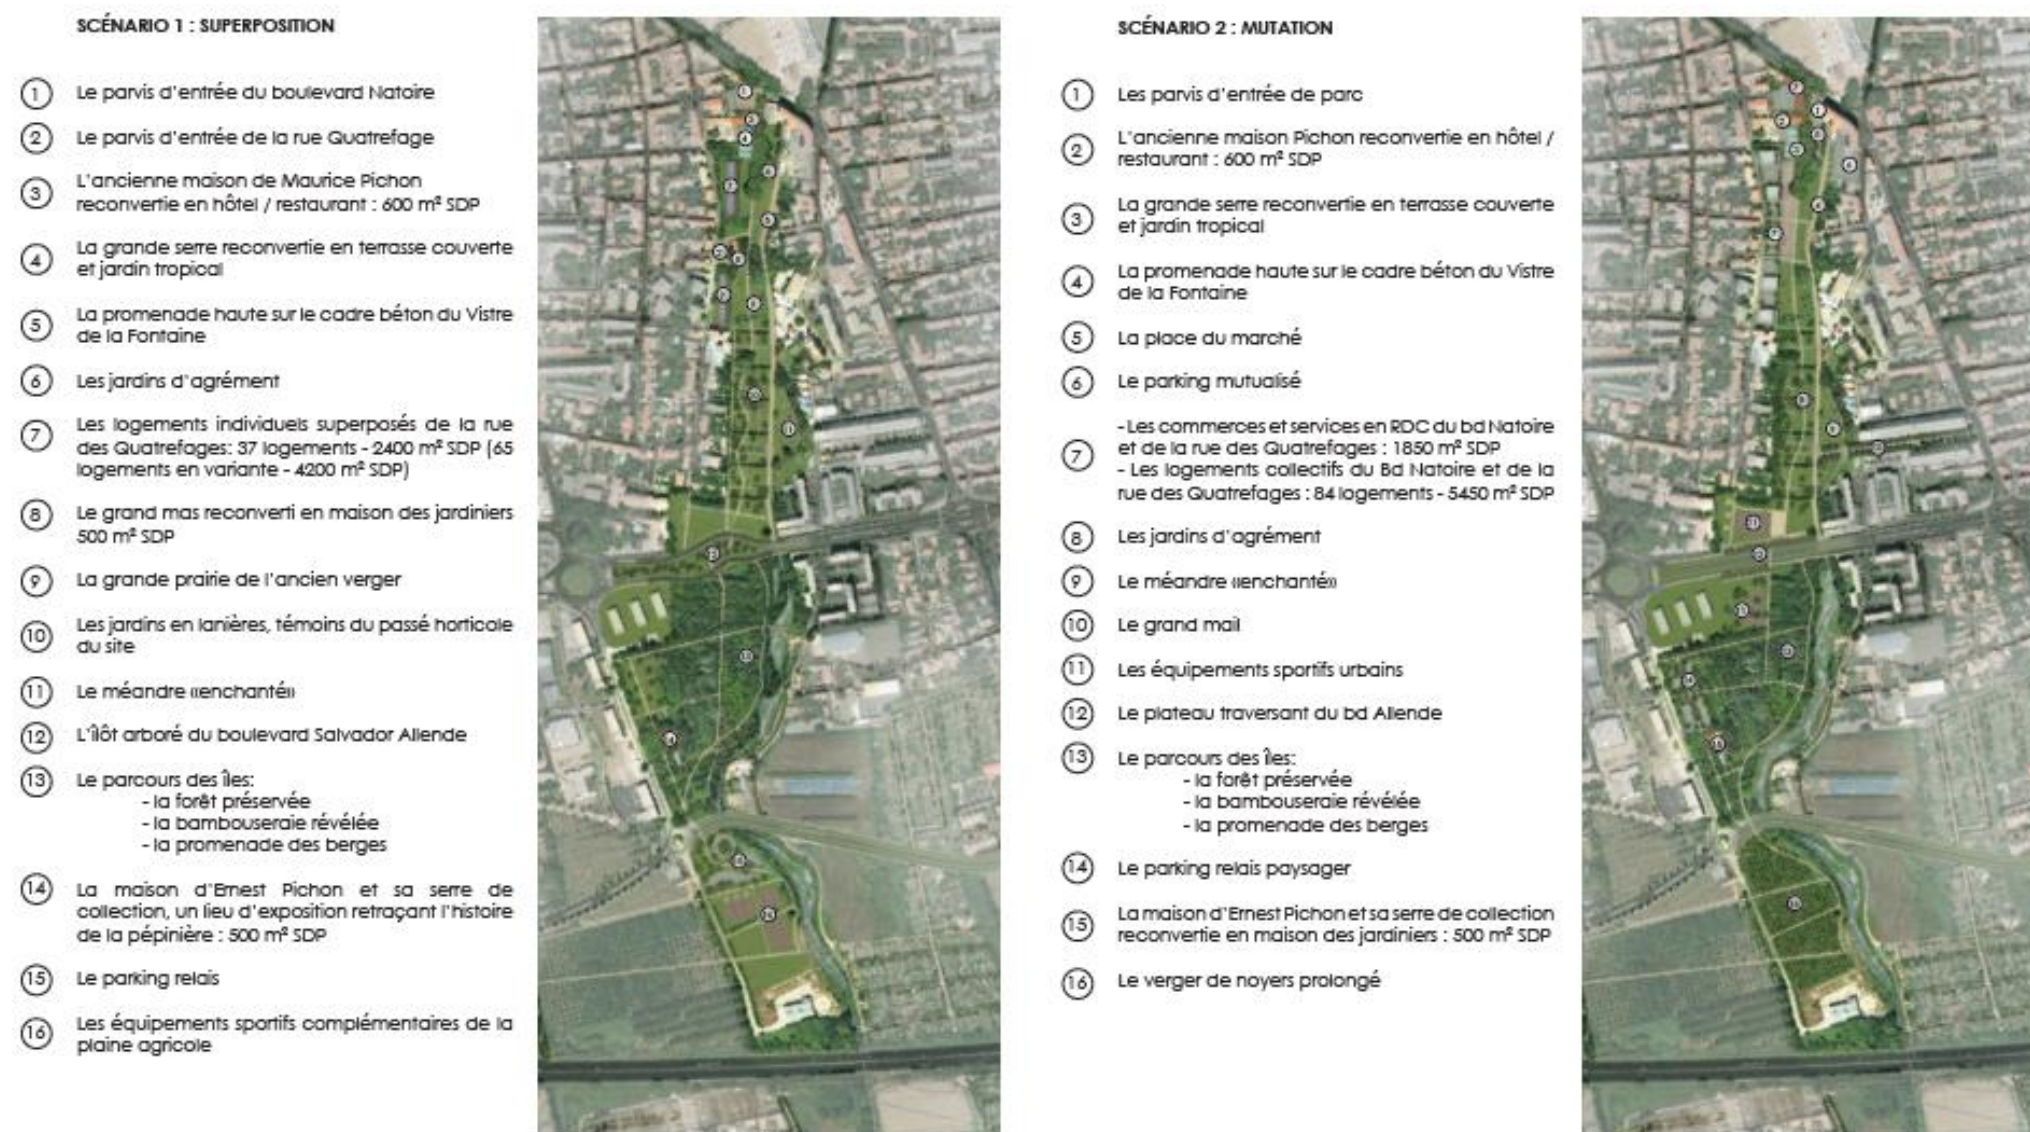 SCÉNARIO 1 : SUPERPOSITION
1 Le parvis d'entrée du boulevard Natoire
2 Le parvis d'entrée de la rue Quatrefage
3 L'ancienne maison de Maurice Pichon
reconvertie en hôtel / restaurant : 600 m² SDP
4 La grande serre reconvertie en terrasse couverte
et jardin tropical
5 La promenade haute sur le cadre béton du Vistre
de la Fontaine
6 Les jardins d'agrément
7 Les logements individuels superposés de la rue
des Quatrefages: 37 logements - 2400 m² SDP (65
logements en variante - 4200 m² SDP)
8 Le grand mas reconverti en maison des jardiniers
500 m² SDP
9 La grande prairie de l'ancien verger
10 Les jardins en lanières, témoins du passé horticole
du site
11 Le méandre «enchanté»
12 L'îlôt arboré du boulevard Salvador Allende
13 Le parcours des îles:
- la forêt préservée
- la bambouseraie révélée
- la promenade des berges
14 La maison d'Ernest Pichon et sa serre de
collection, un lieu d'exposition retraçant l'histoire
de la pépinière : 500 m² SDP
15 Le parking relais
16 Les équipements sportifs complémentaires de la
plaine agricole
SCÉNARIO 2 : MUTATION
1 Les parvis d'entrée de parc
2 L'ancienne maison Pichon reconvertie en hôtel /
restaurant : 600 m² SDP
3 La grande serre reconvertie en terrasse couverte
et jardin tropical
4 La promenade haute sur le cadre béton du Vistre
de la Fontaine
5 La place du marché
6 Le parking mutualisé
7 - Les commerces et services en RDC du bd Natoire
et de la rue des Quatrefages : 1850 m² SDP
- Les logements collectifs du Bd Natoire et de la
rue des Quatrefages : 84 logements - 5450 m² SDP
8 Les jardins d'agrément
9 Le méandre «enchanté»
10 Le grand mail
11 Les équipements sportifs urbains
12 Le plateau traversant du bd Allende
13 Le parcours des îles:
- la forêt préservée
- la bambouseraie révélée
- la promenade des berges
14 Le parking relais paysager
15 La maison d'Ernest Pichon et sa serre de collection
reconvertie en maison des jardiniers : 500 m² SDP
16 Le verger de noyers prolongé